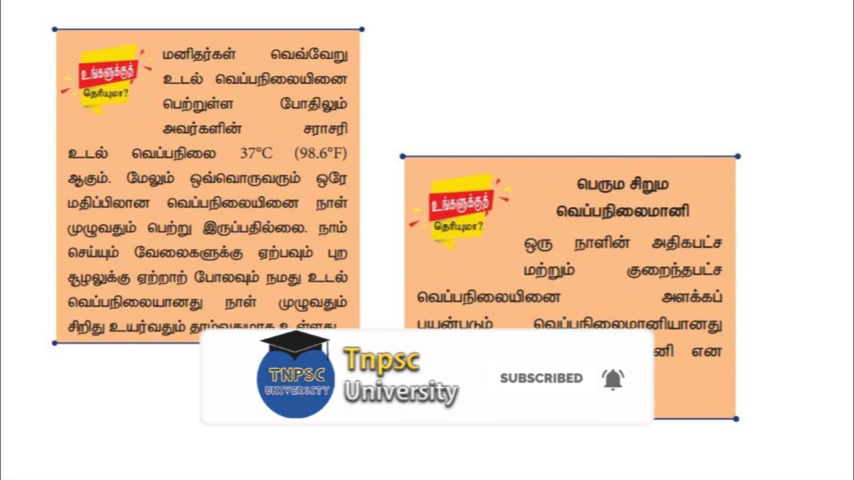 உங்களுக்குத்
தெரியுமா?
மனிதர்கள் வெவ்வேறு
உடல் வெப்பநிலையினை
பெற்றுள்ள போதிலும்
அவர்களின் சராசரி
உடல் வெப்பநிலை 37°C (98.6°F)
ஆகும். மேலும் ஒவ்வொருவரும் ஒரே
மதிப்பிலான வெப்பநிலையினை நாள்
முழுவதும் பெற்று இருப்பதில்லை. நாம்
செய்யும் வேலைகளுக்கு ஏற்பவும் புற
சூழலுக்கு ஏற்றாற் போலவும் நமது உடல்
வெப்பநிலையானது நாள் முழுவதும்
சிறிது உயர்வதும் தாழ்வதுமாக உள்ளது.
உங்களுக்குத்
தெரியுமா?
பெரும சிறும
வெப்பநிலைமானி
ஒரு நாளின் அதிகபட்ச
மற்றும் குறைந்தபட்ச
வெப்பநிலையினை அளக்கப்
பயன்படும் வெப்பநிலைமானியானது
என
TNPSC
UNIVERSITY
Tnpsc
University
SUBSCRIBED